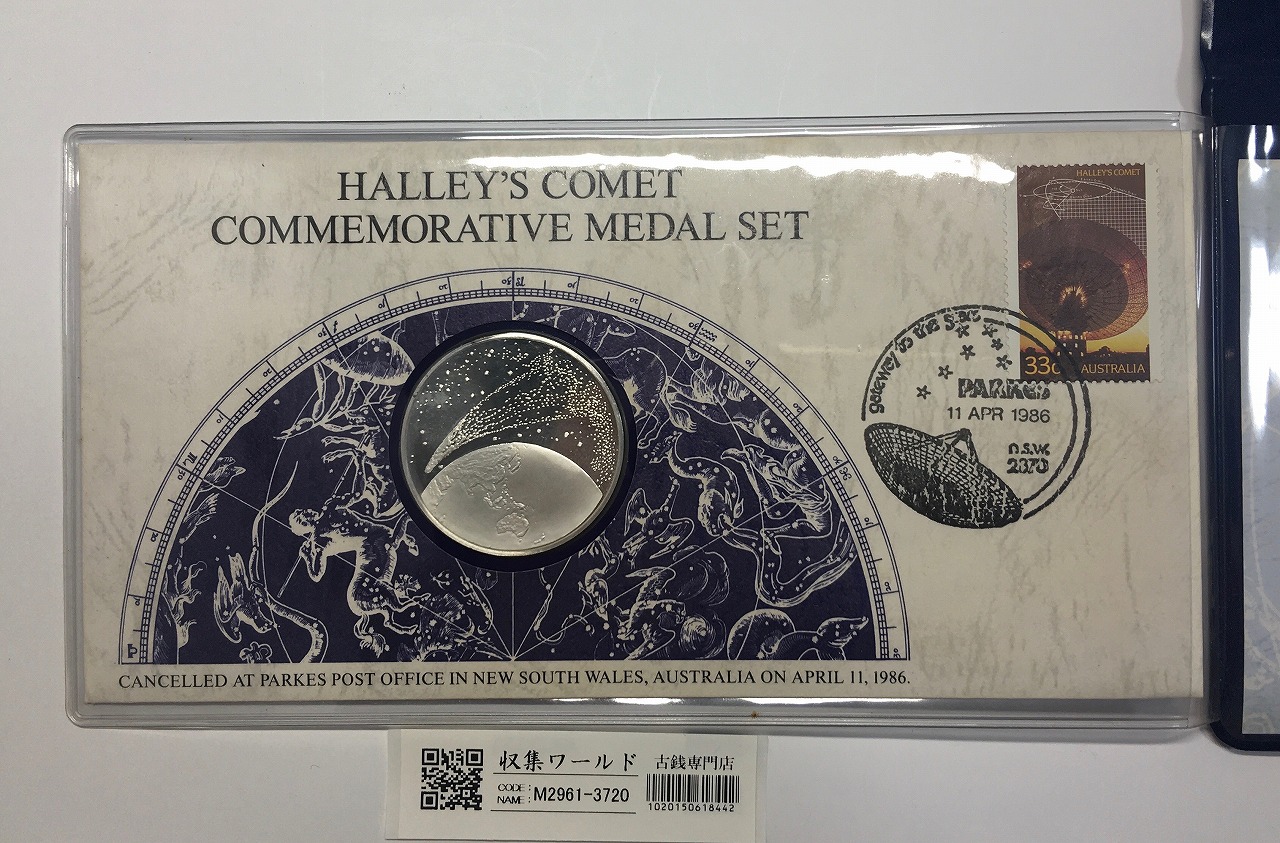 HALLEY'S COMET
COMMEMORATIVE MEDAL SET
HALLEY'S COMET
33c AUSTRALIA
gateway to the stars
PARKES
11 APR 1986
N.S.W.
2870
CANCELLED AT PARKES POST OFFICE IN NEW SOUTH WALES, AUSTRALIA ON APRIL 11, 1986.
収集ワールド 古銭専門店
CODE:
NAME: M2961-3720
1020150618442